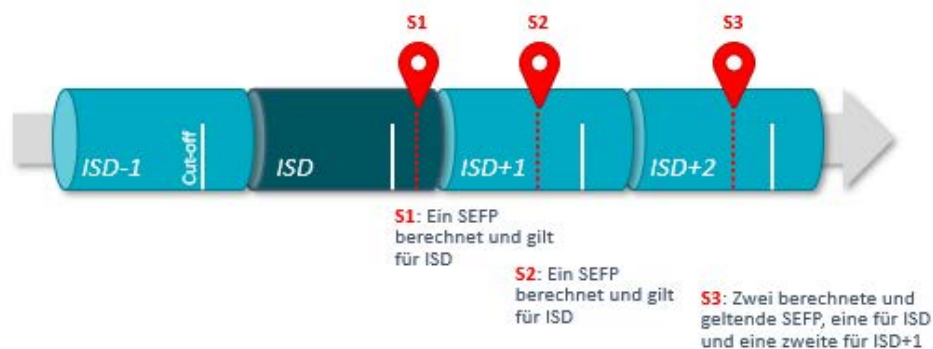 S1
S2
S3
ISD-1
Cut-off
ISD
ISD+1
ISD+2
S1: Ein SEFP
berechnet und gilt
für ISD
S2: Ein SEFP
berechnet und gilt
für ISD
S3: Zwei berechnete und
geltende SEFP, eine für ISD
und eine zweite für ISD+1